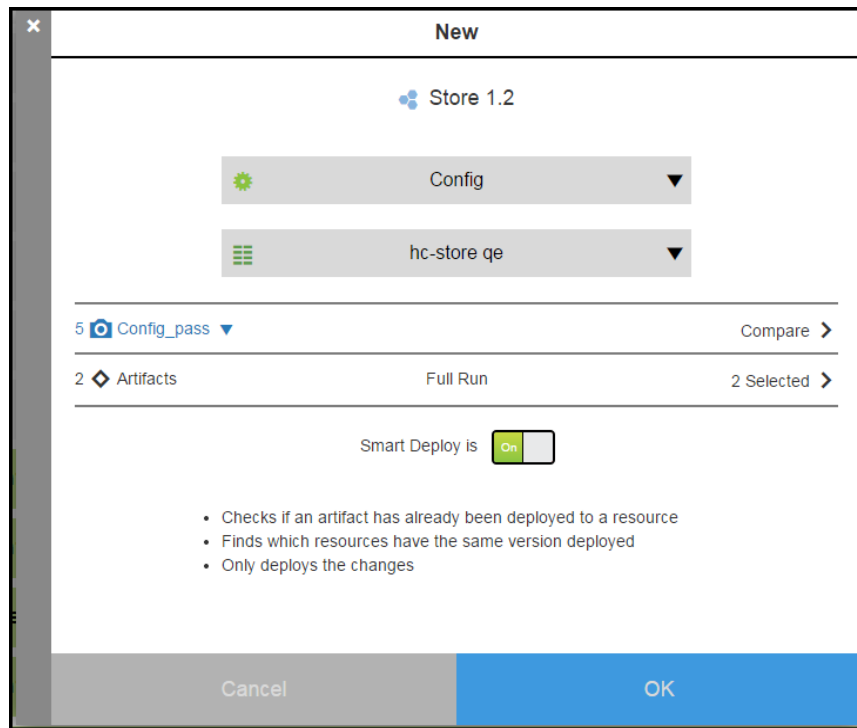 New
Store 1.2
Config
hc-store qe
5 Config_pass Compare
2 Artifacts Full Run 2 Selected
Smart Deploy is On
• Checks if an artifact has already been deployed to a resource
• Finds which resources have the same version deployed
• Only deploys the changes
Cancel OK